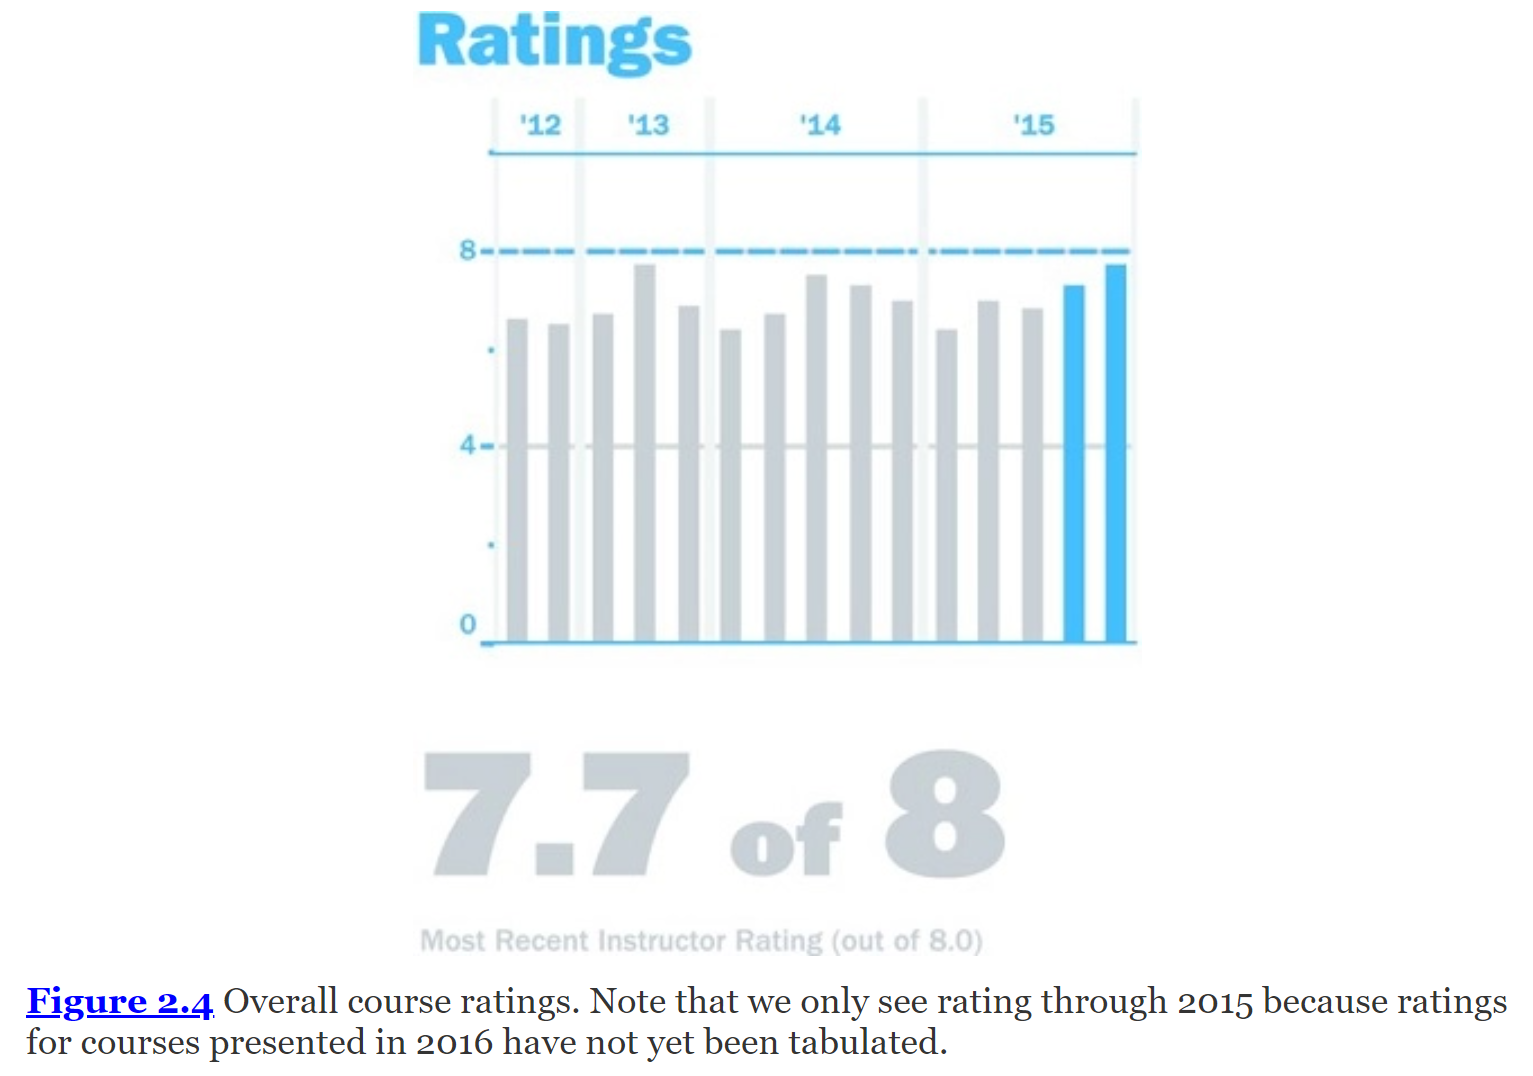 Ratings
'12 '13 '14 '15
8
4
0
7.7 of 8
Most Recent Instructor Rating (out of 8.0)
Figure 2.4 Overall course ratings. Note that we only see rating through 2015 because ratings
for courses presented in 2016 have not yet been tabulated.